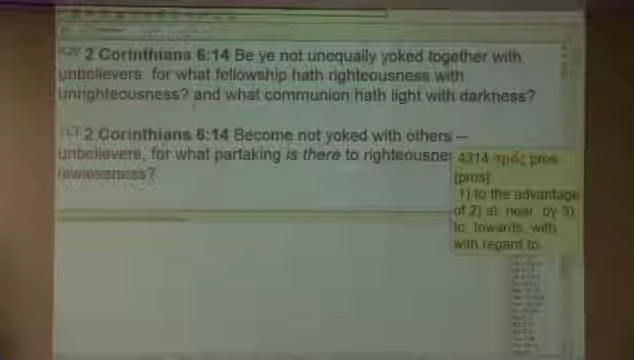 KJV 2 Corinthians 6:14 Be ye not unequally yoked together with
unbelievers: for what fellowship hath righteousness with
unrighteousness? and what communion hath light with darkness?
YLT 2 Corinthians 6:14 Become not yoked with others —
unbelievers, for what partaking is there to righteousne
lawlessness?
4314 πρός pros
[pros]
1) to the advantage
of 2) at, near, by 3)
to, towards, with,
with regard to